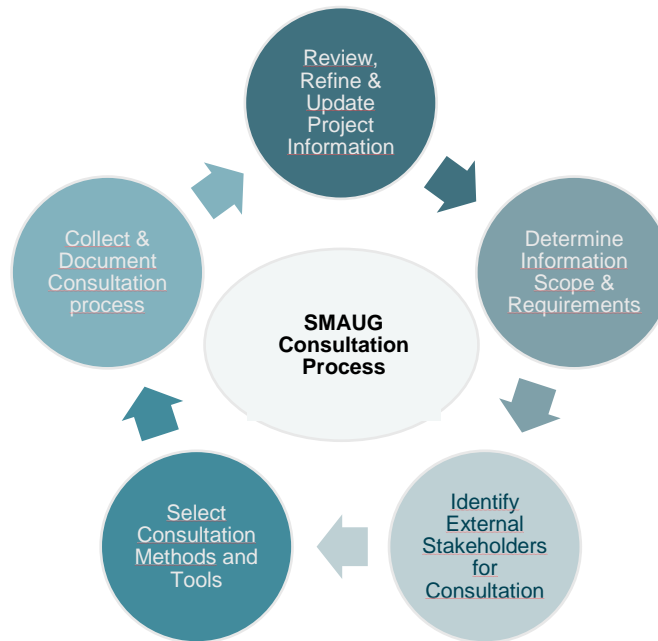 Review,
Refine &
Update
Project
Information
Determine
Information
Scope &
Requirements
Identify
External
Stakeholders
for
Consultation
Select
Consultation
Methods and
Tools
Collect &
Document
Consultation
process
SMAUG
Consultation
Process